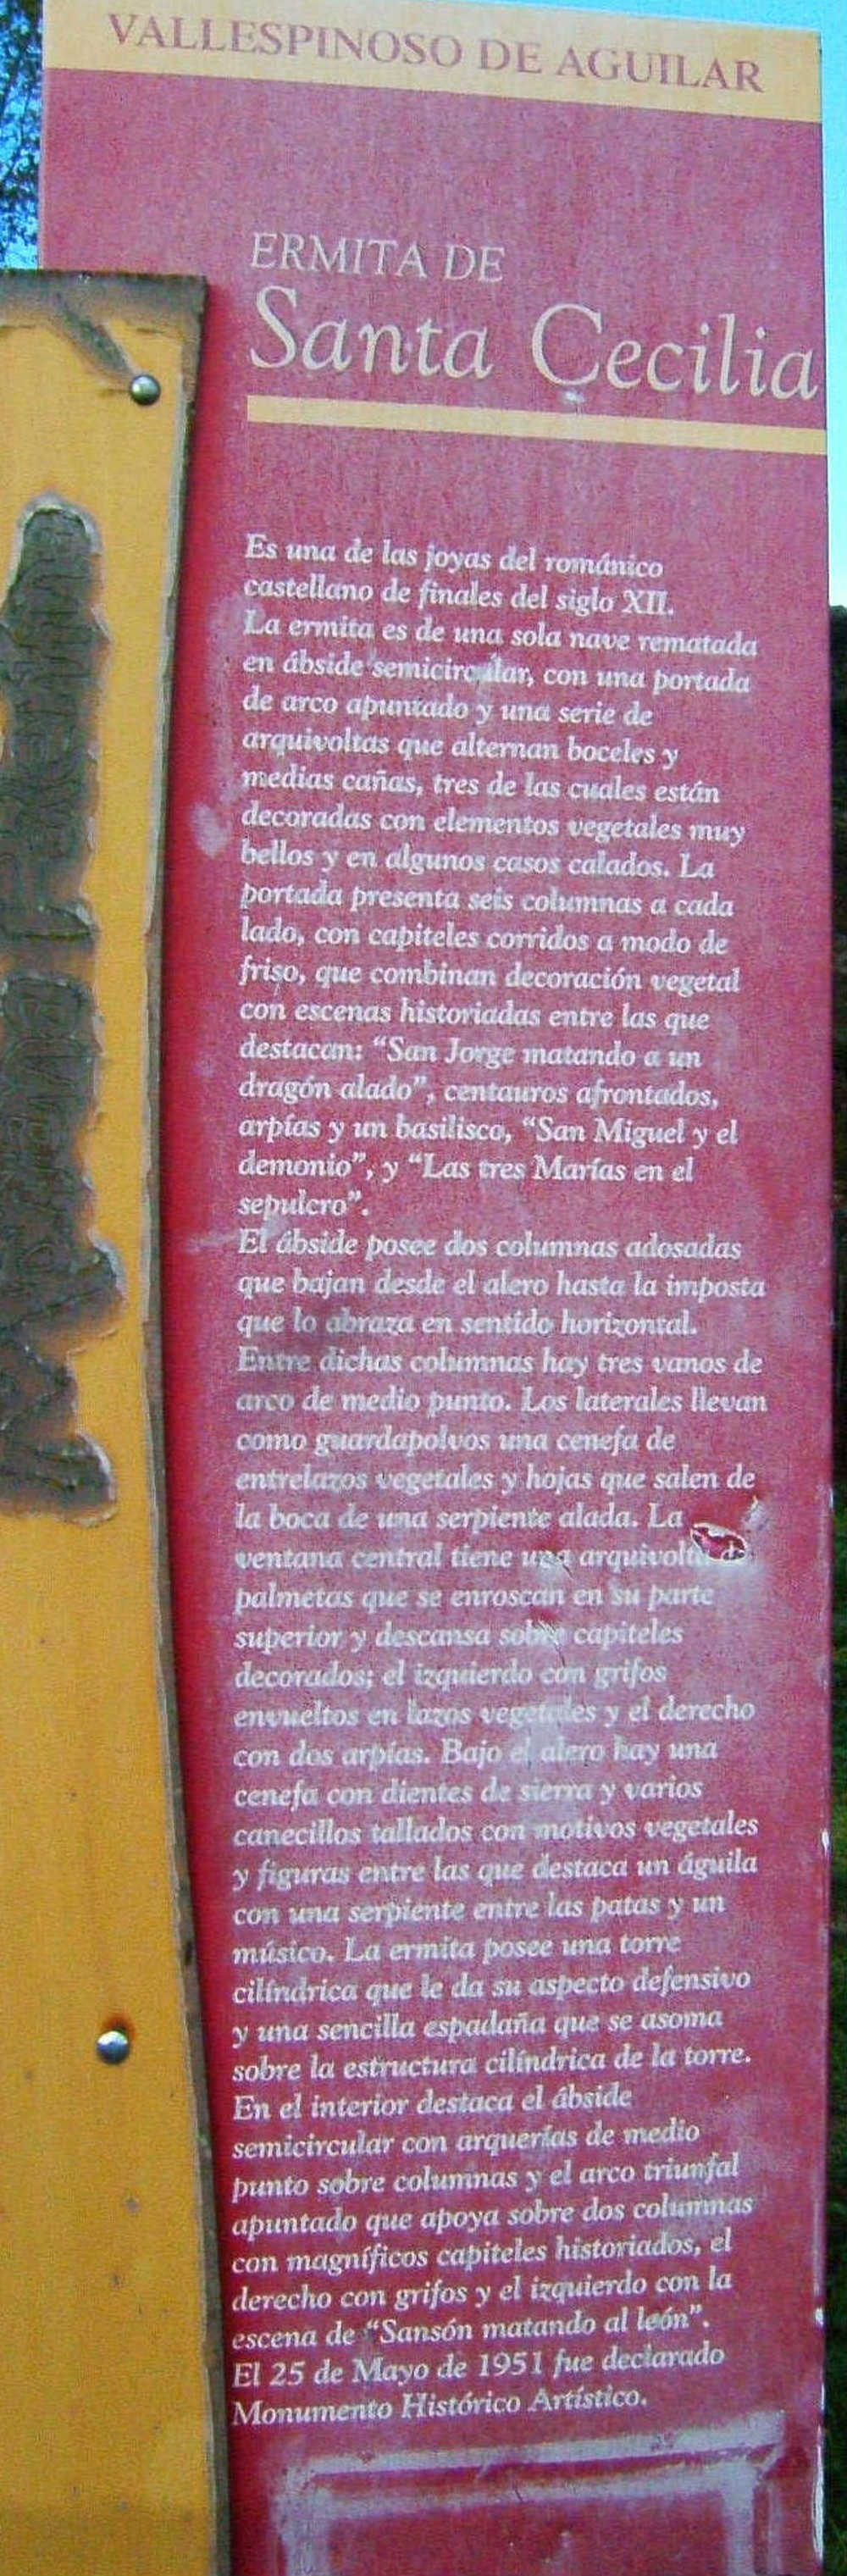 VALLESPINOSO DE AGUILAR
ERMITA DE
Santa Cecilia
Es una de las joyas del románico
castellano de finales del siglo XII.
La ermita es de una sola nave rematada
en ábside semicircular, con una portada
de arco apuntado y una serie de
arquivoltas que alternan boceles y
medias cañas, tres de las cuales están
decoradas con elementos vegetales muy
bellos y en algunos casos calados. La
portada presenta seis columnas a cada
lado, con capiteles corridos a modo de
friso, que combinan decoración vegetal
con escenas historiadas entre las que
destacan: “San Jorge matando a un
dragón alado”, centauros afrontados,
arpías y un basilisco, “San Miguel y el
demonio”, y “Las tres Marías en el
sepulcro”.
El ábside posee dos columnas adosadas
que bajan desde el alero hasta la imposta
que lo abraza en sentido horizontal.
Entre dichas columnas hay tres vanos de
arco de medio punto. Los laterales llevan
como guardapolvos una cenefa de
entrelazos vegetales y hojas que salen de
la boca de una serpiente alada. La
ventana central tiene una
palmetas que se enroscan en su parte
superior y descansa sobre capiteles
decorados; el izquierdo con grifos
envueltos en lazos vegetales y el derecho
con dos arpías. Bajo el alero hay una
cenefa con dientes de sierra y varios
canecillos tallados con motivos vegetales
y figuras entre las que destaca un águila
con una serpiente entre las patas y un
músico. La ermita posee una torre
cilíndrica que le da su aspecto defensivo
y una sencilla espadaña que se asoma
sobre la estructura cilíndrica de la torre.
En el interior destaca el ábside
semicircular con arquerías de medio
punto sobre columnas y el arco triunfal
apuntado que apoya sobre dos columnas
con magníficos capiteles historiados, el
derecho con grifos y el izquierdo con la
escena de “Sansón matando al león”.
El 25 de Mayo de 1951 fue declarado
Monumento Histórico Artístico.